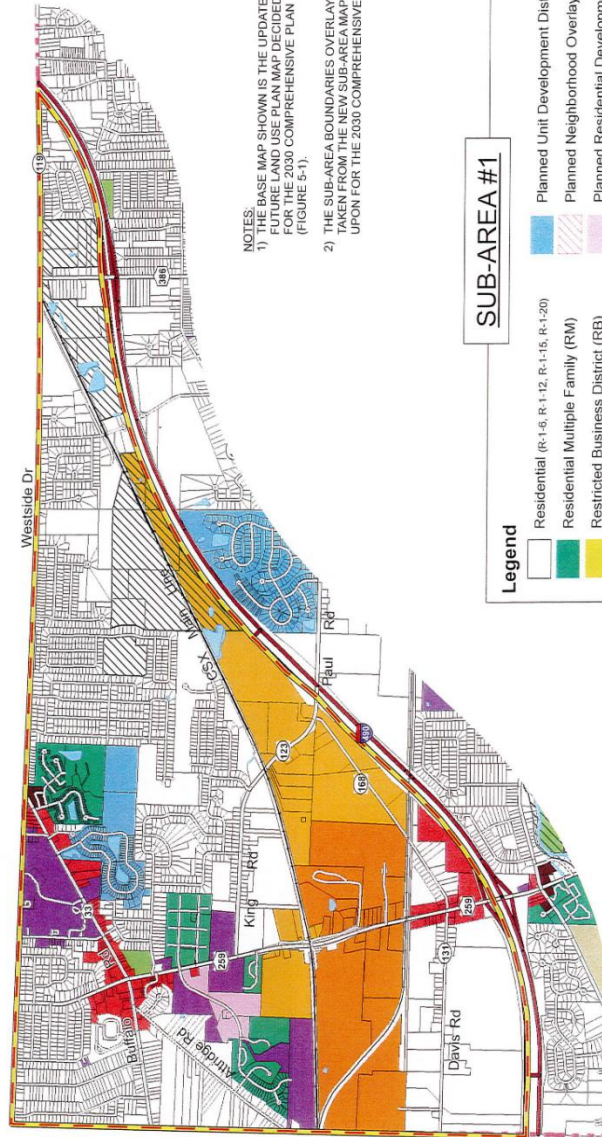 119
Westside Dr
386
CSX Main Line
Paul Rd
490
123
168
King Rd
33
Buffalo Rd
259
Attridge Rd
259
131
Davis Rd
NOTES:
1) THE BASE MAP SHOWN IS THE UPDATE
FUTURE LAND USE PLAN MAP DECIDED
FOR THE 2030 COMPREHENSIVE PLAN
(FIGURE 5-1).
2) THE SUB-AREA BOUNDARIES OVERLAY
TAKEN FROM THE NEW SUB-AREA MAP
UPON FOR THE 2030 COMPREHENSIVE
SUB-AREA #1
Legend
Residential (R-1-6, R-1-12, R-1-15, R-1-20)
Residential Multiple Family (RM)
Restricted Business District (RB)
Planned Unit Development Dist
Planned Neighborhood Overlay
Planned Residential Developm